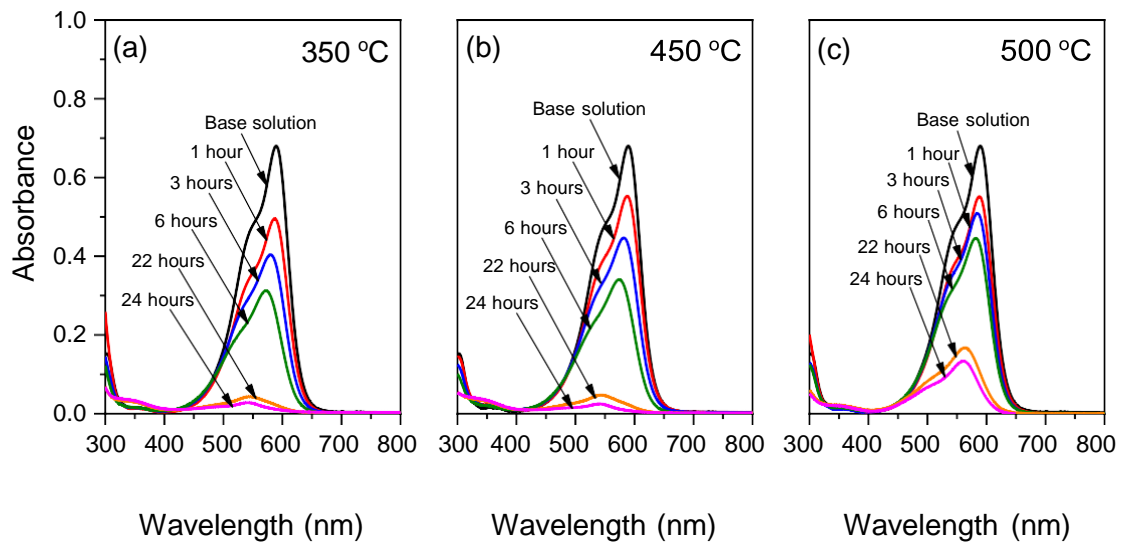 (a)
350 ºC
Base solution
1 hour
3 hours
6 hours
22 hours
24 hours
1.0
0.8
0.6
0.4
0.2
0.0
Absorbance
300 400 500 600 700 800
Wavelength (nm)
(b)
450 ºC
Base solution
1 hour
3 hours
6 hours
22 hours
24 hours
300 400 500 600 700 800
Wavelength (nm)
(c)
500 ºC
Base solution
1 hour
3 hours
6 hours
22 hours
24 hours
300 400 500 600 700 800
Wavelength (nm)